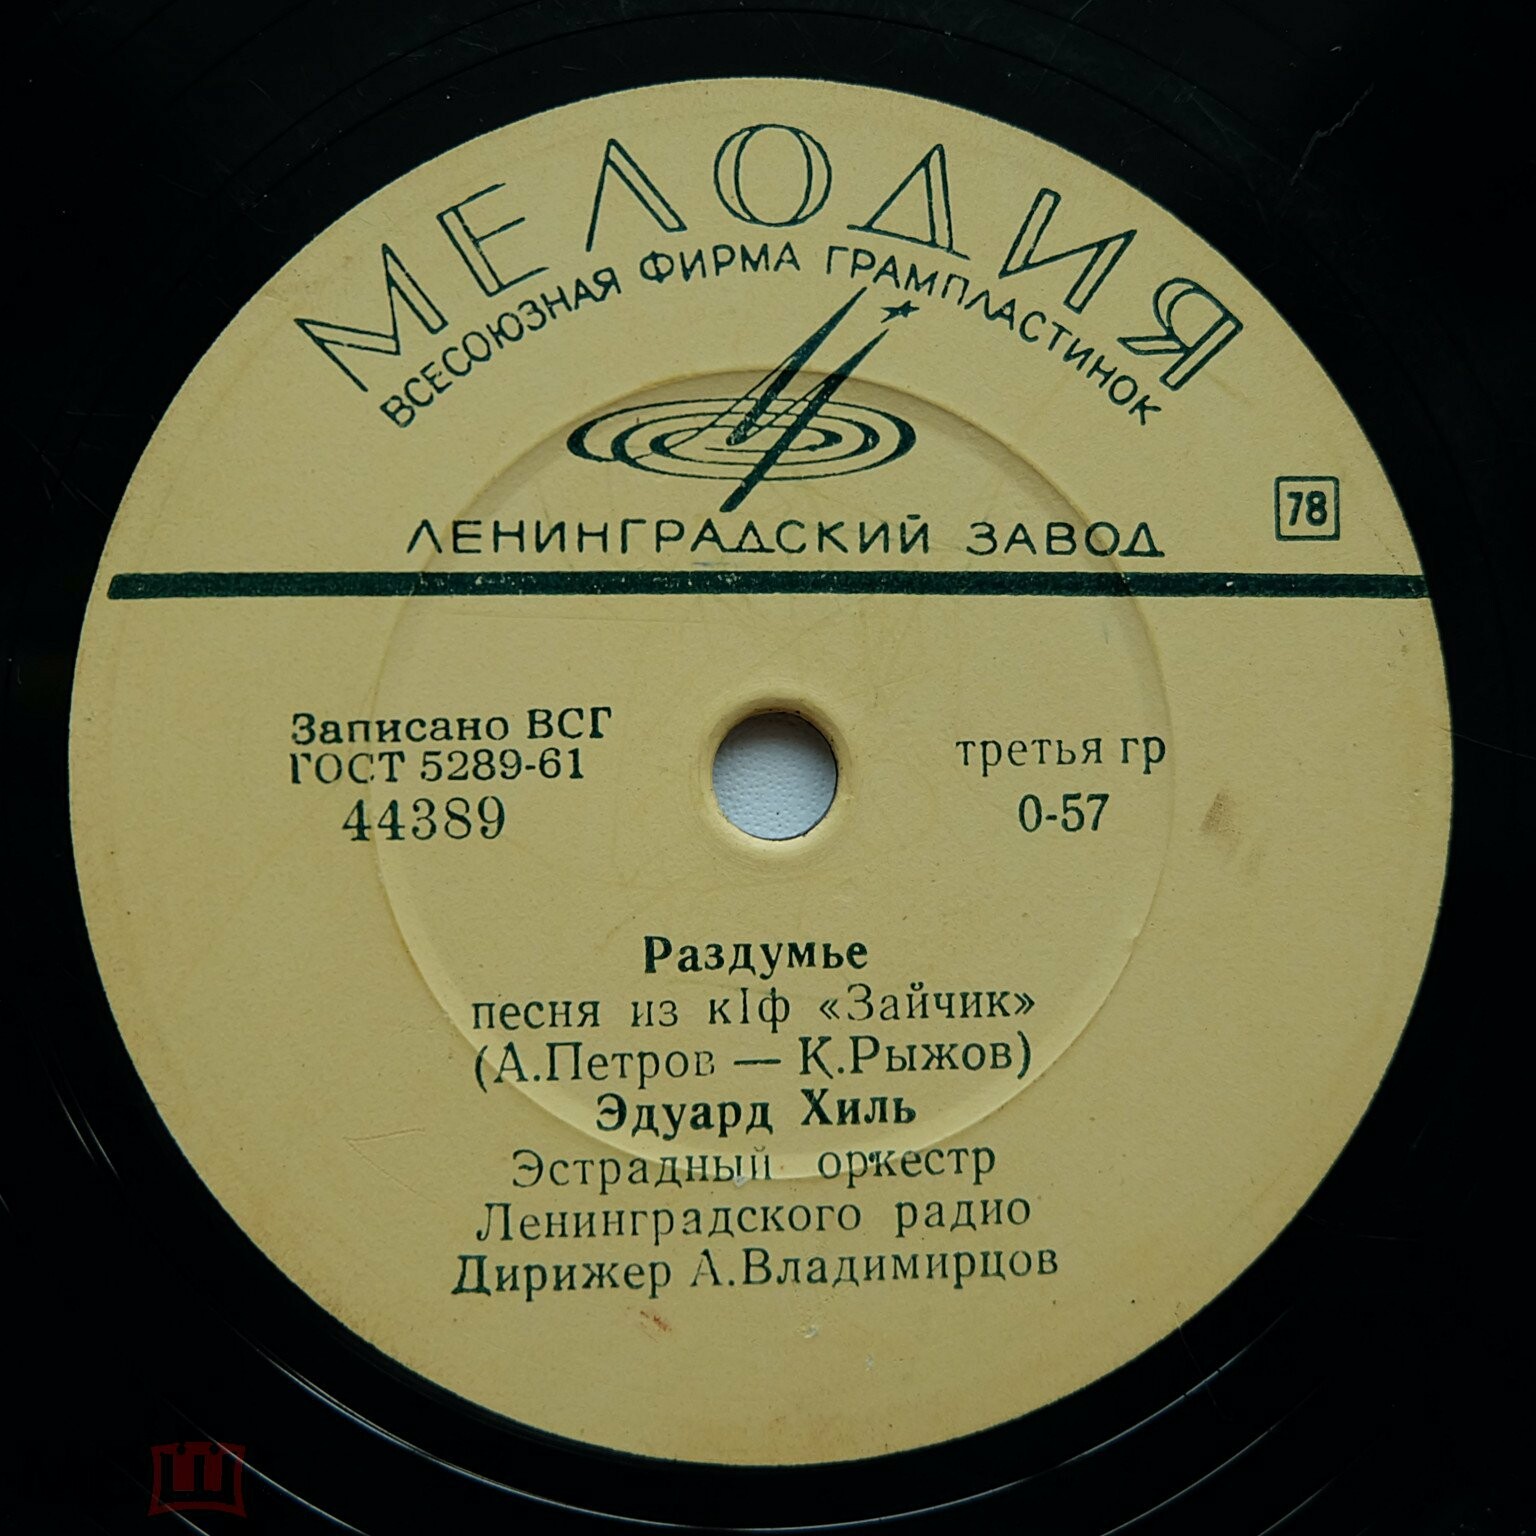 МЕЛОДИЯ
ВСЕСОЮЗНАЯ ФИРМА ГРАМПЛАСТИНОК
ЛЕНИНГРАДСКИЙ ЗАВОД
78
Записано ВСГ
ГОСТ 5289-61
44389
третья гр
0-57
Раздумье
песня из к1ф «Зайчик»
(А.Петров — К.Рыжов)
Эдуард Хиль
Эстрадный оркестр
Ленинградского радио
Дирижер А.Владимирцов